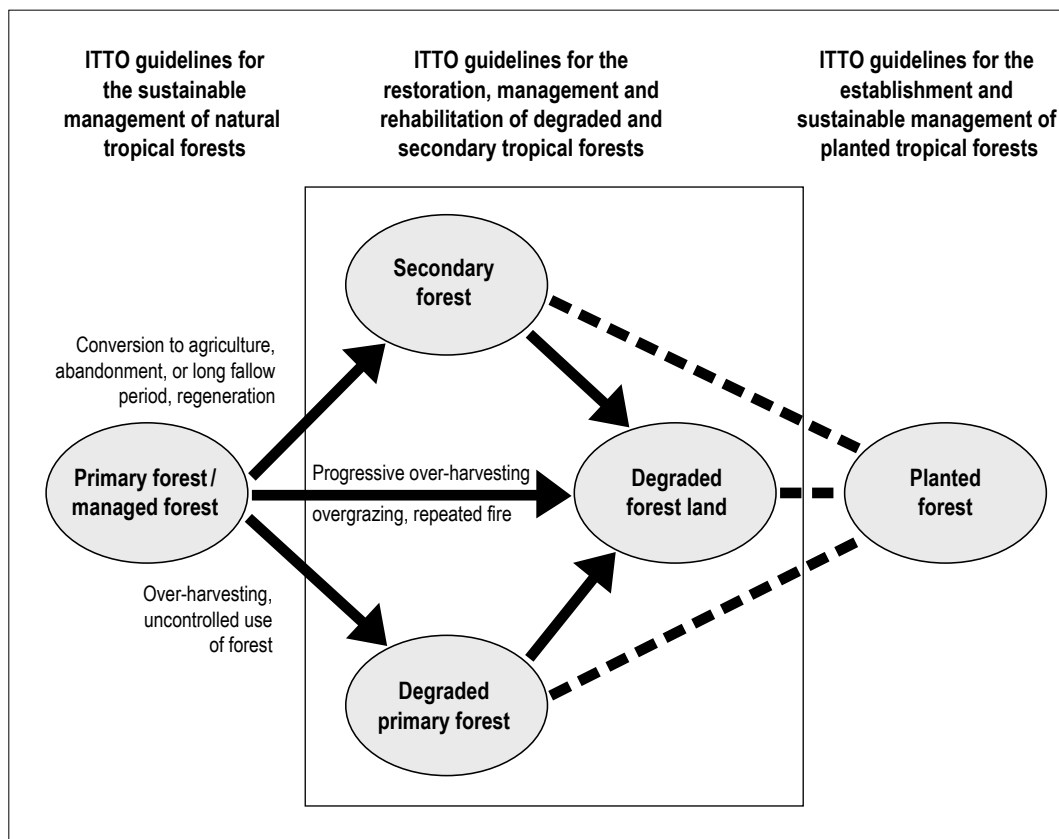 ITTO guidelines for
the sustainable
management of natural
tropical forests
ITTO guidelines for the
restoration, management and
rehabilitation of degraded and
secondary tropical forests
ITTO guidelines for the
establishment and
sustainable management of
planted tropical forests
Secondary
forest
Conversion to agriculture,
abandonment, or long fallow
period, regeneration
Primary forest/
managed forest
Progressive over-harvesting
overgrazing, repeated fire
Degraded
forest land
Planted
forest
Over-harvesting,
uncontrolled use
of forest
Degraded
primary forest